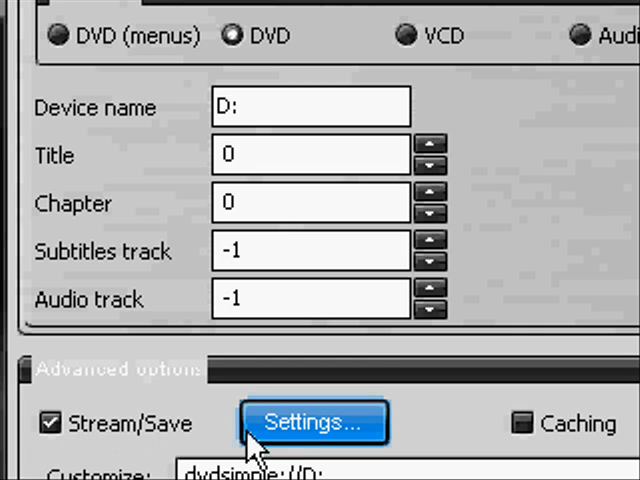 DVD (menus) DVD VCD Audi
Device name D:
Title 0
Chapter 0
Subtitles track -1
Audio track -1
Advanced options
Stream/Save Settings... Caching
Customize: dvdsimple://D: